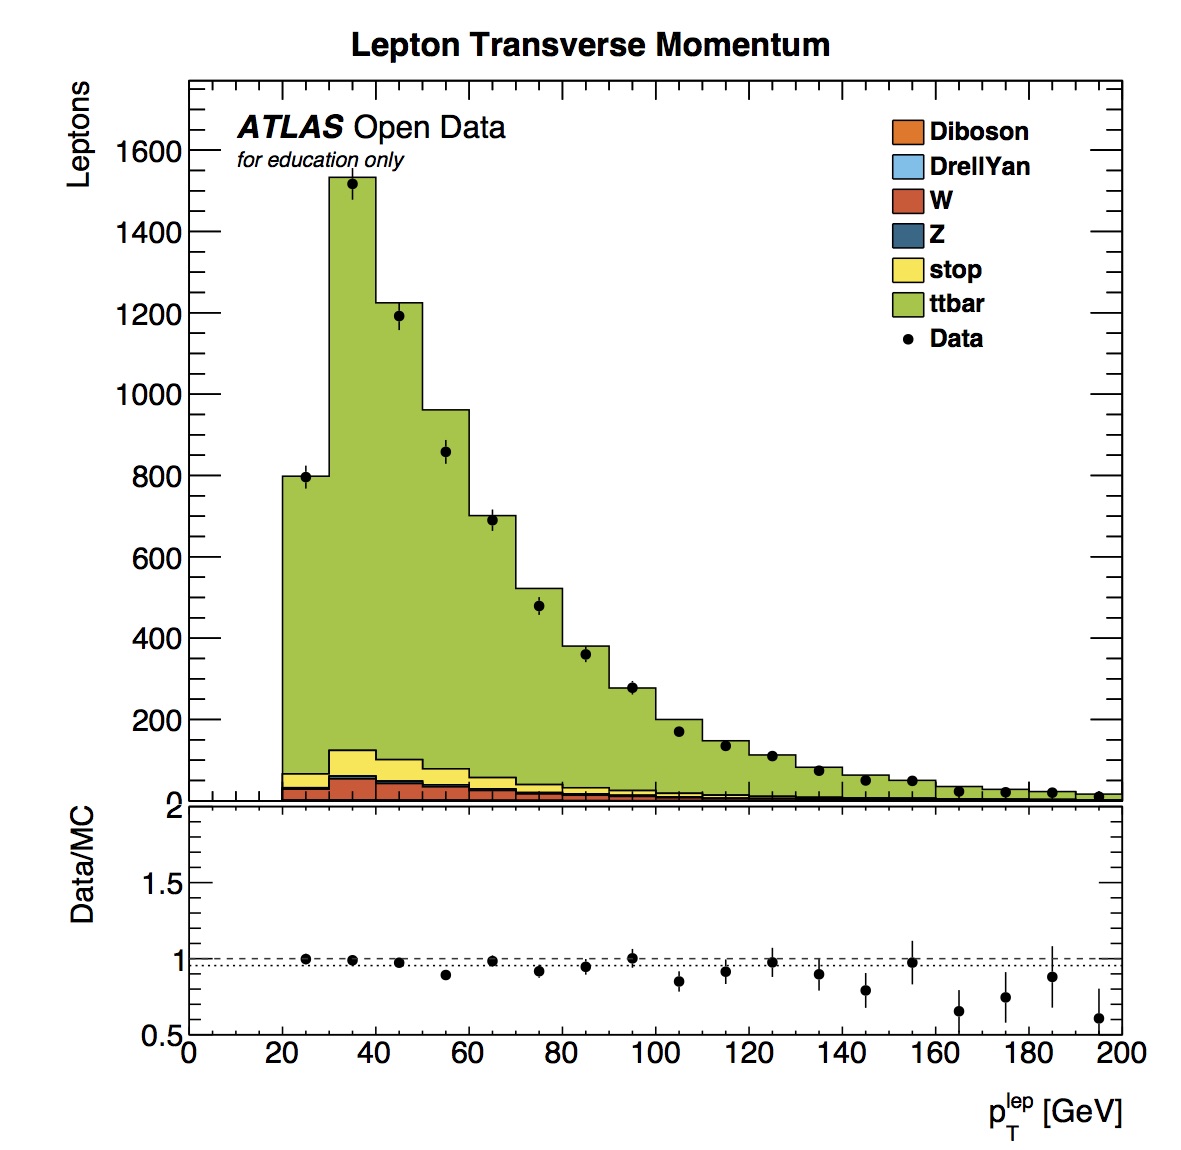 Lepton Transverse Momentum
Leptons
ATLAS Open Data
for education only
Diboson
DrellYan
W
Z
stop
ttbar
Data
1600
1400
1200
1000
800
600
400
200
0
Data/MC
2
1.5
1
0.5
0 20 40 60 80 100 120 140 160 180 200
p_T^lep [GeV]